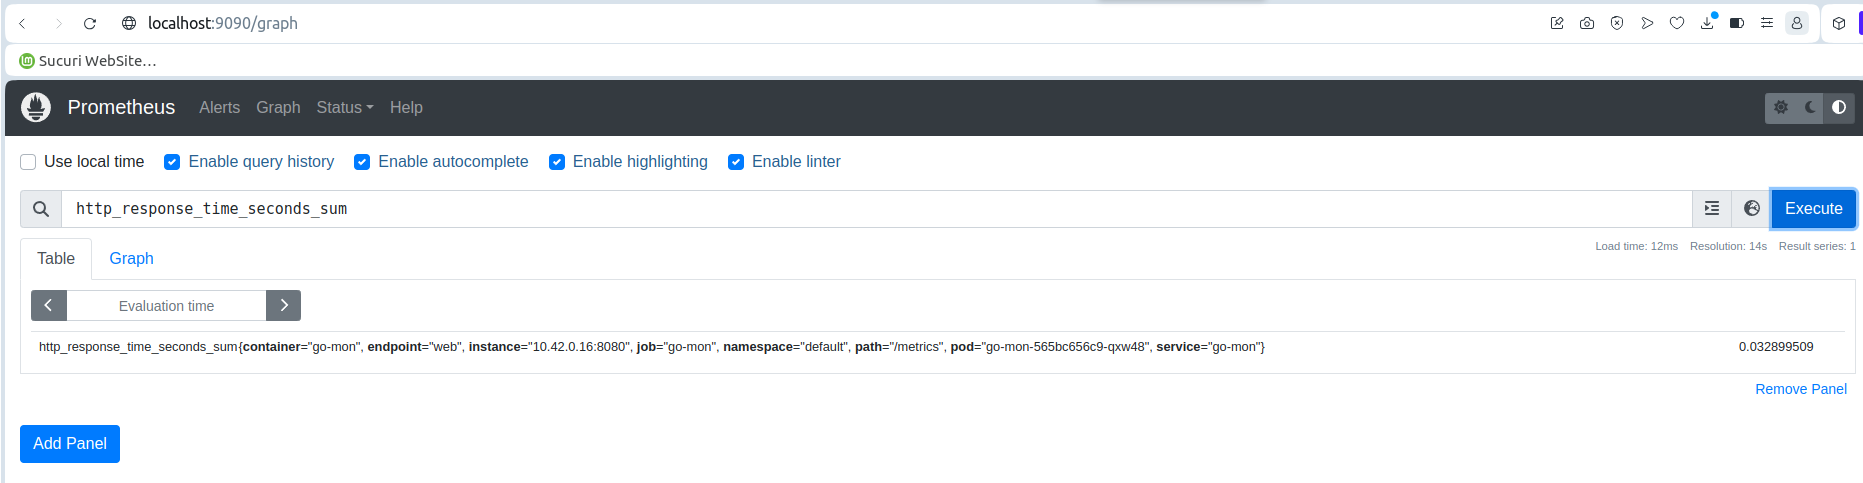 localhost:9090/graph
Sucuri WebSite...
Prometheus Alerts Graph Status Help
Use local time Enable query history Enable autocomplete Enable highlighting Enable linter
http_response_time_seconds_sum Execute
Table Graph Load time: 12ms Resolution: 14s Result series: 1
Evaluation time
http_response_time_seconds_sum{container="go-mon", endpoint="web", instance="10.42.0.16:8080", job="go-mon", namespace="default", path="/metrics", pod="go-mon-565bc656c9-qxw48", service="go-mon"} 0.032899509
Remove Panel
Add Panel